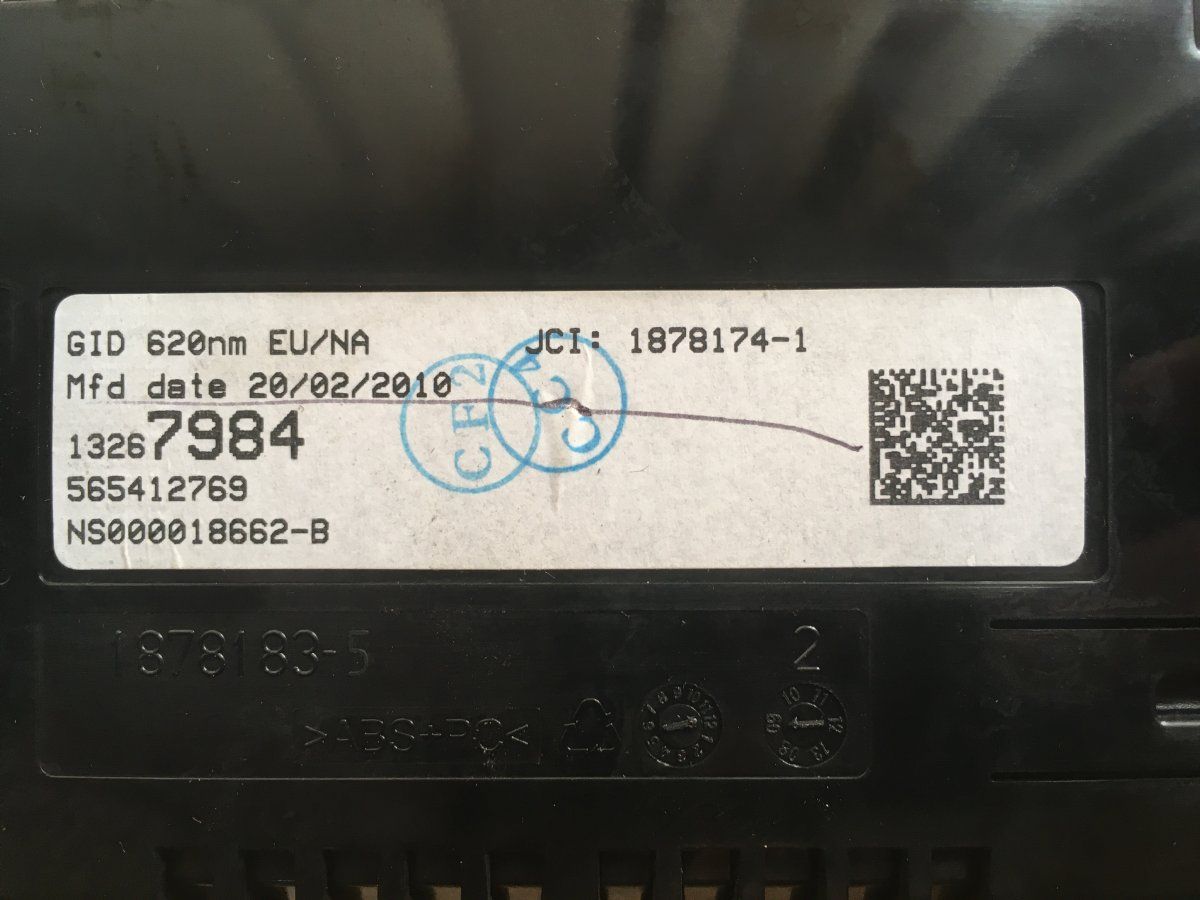 GID 620nm EU/NA JCI: 1878174-1
Mfd date 20/02/2010
13267984
565412769
NS000018662-B
CF2
1878183-5 2
>ABS+PC<